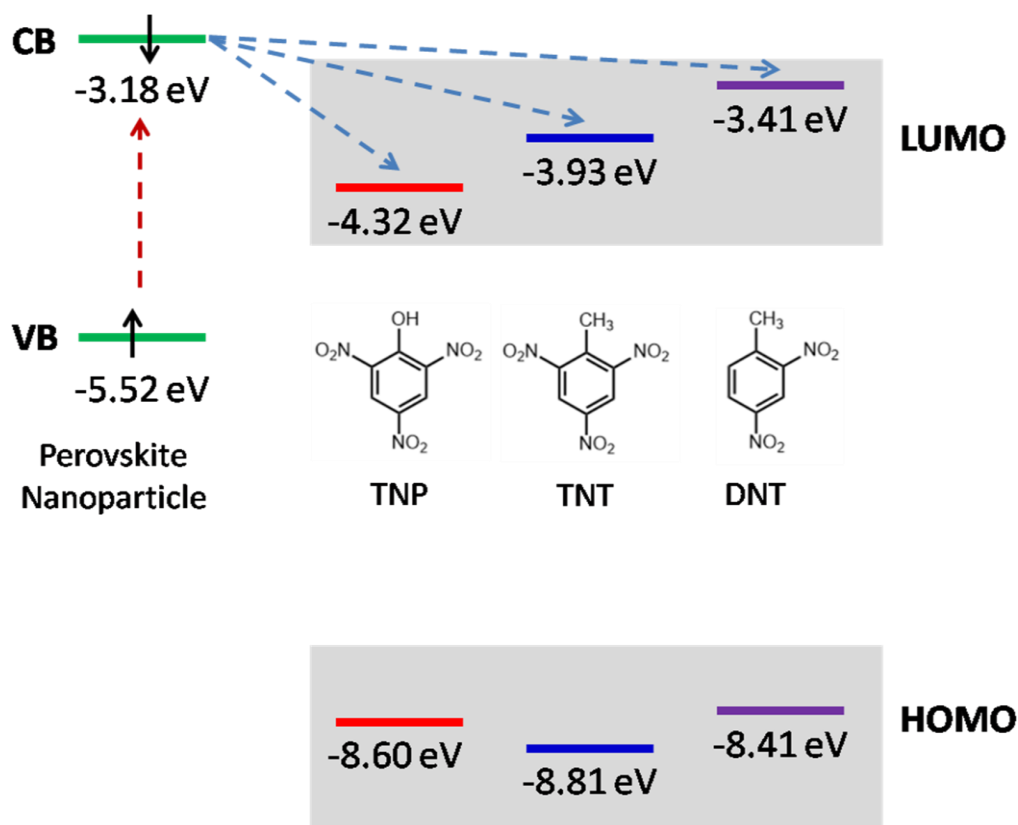 CB
-3.18 eV
VB
-5.52 eV
Perovskite
Nanoparticle
-4.32 eV
-3.93 eV
-3.41 eV
LUMO
OH
O₂N
NO₂
NO₂
TNP
CH₃
O₂N
NO₂
NO₂
TNT
CH₃
NO₂
NO₂
DNT
-8.60 eV
-8.81 eV
-8.41 eV
HOMO